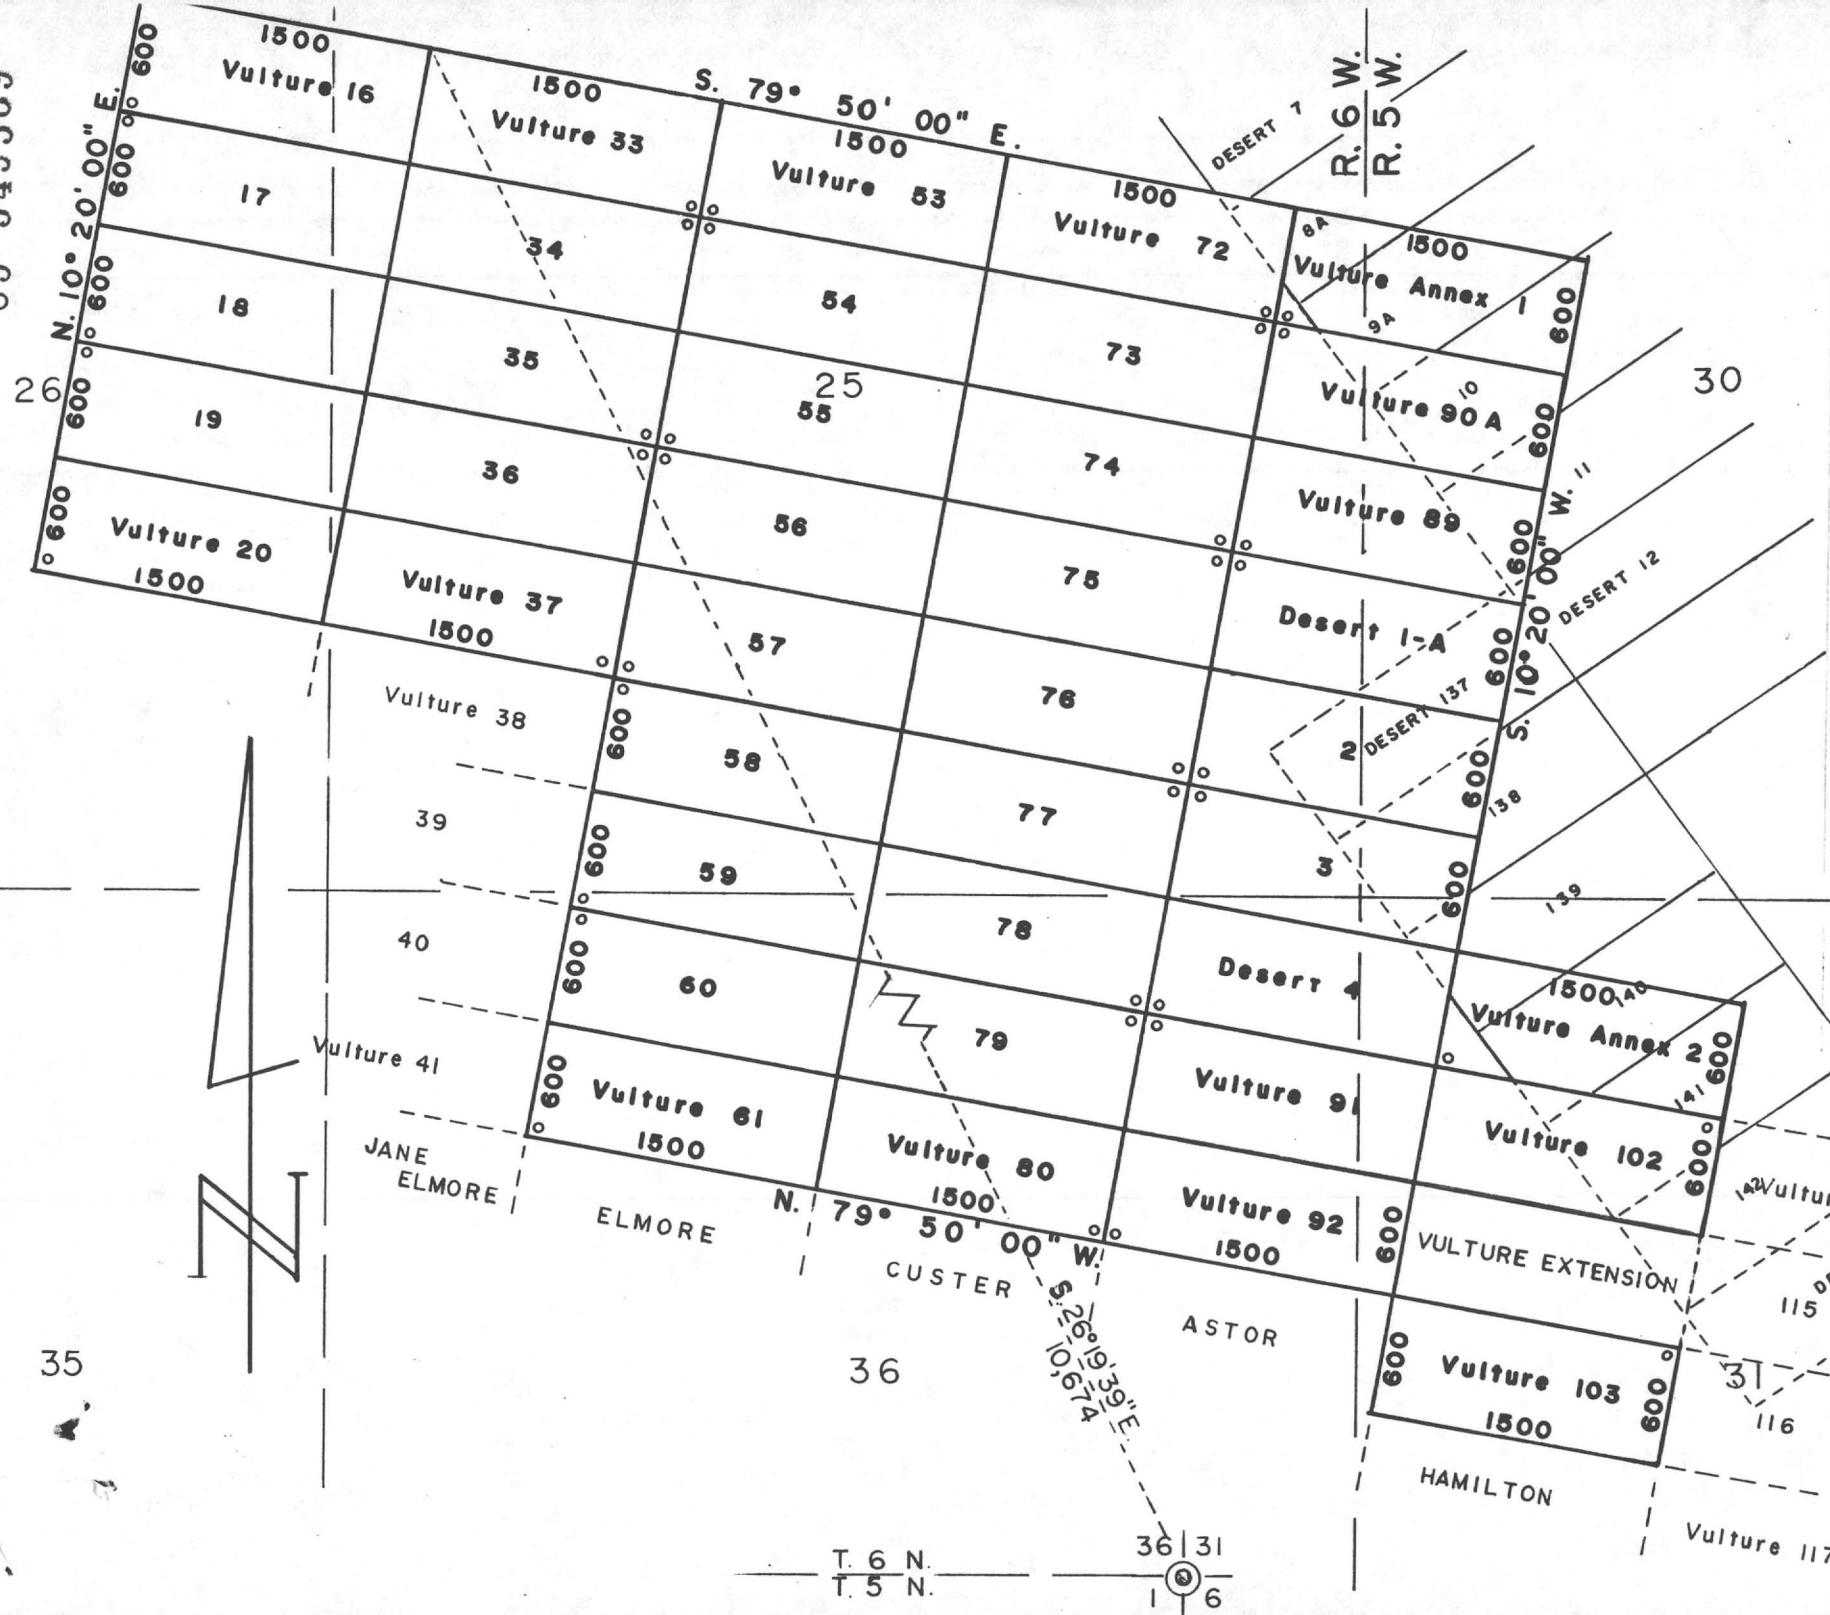 1500
600
Vulture 16
N. 10° 20' 00" E.
600
17
600
18
600
19
600
Vulture 20
1500
1500
Vulture 33
34
35
36
Vulture 37
1500
S. 79° 50' 00" E.
1500
Vulture 53
54
55
56
57
600
58
600
59
600
60
600
Vulture 61
1500
1500
Vulture 72
73
74
75
76
77
78
79
Vulture 80
1500
DESERT 7
R. 6 W.
R. 5 W.
8A
1500
Vulture Annex 1
600
9A
10
Vulture 90 A
600
11
Vulture 89
600
S. 10° 20' 00" W.
DESERT 12
Desert 1-A
600
2
DESERT 137
600
138
3
600
139
Desert 4
1500
140
Vulture Annex 2
600
141
Vulture 91
Vulture 102
600
142
Vultur
Vulture 92
1500
600
VULTURE EXTENSION
115
600
Vulture 103
600
1500
31
116
HAMILTON
Vulture 117
26
25
30
Vulture 38
39
40
Vulture 41
JANE
ELMORE
ELMORE
N. 79° 50' 00" W.
CUSTER
ASTOR
N
35
36
S. 26° 19' 39" E.
10,674
T. 6 N.
T. 5 N.
36 31
1 6